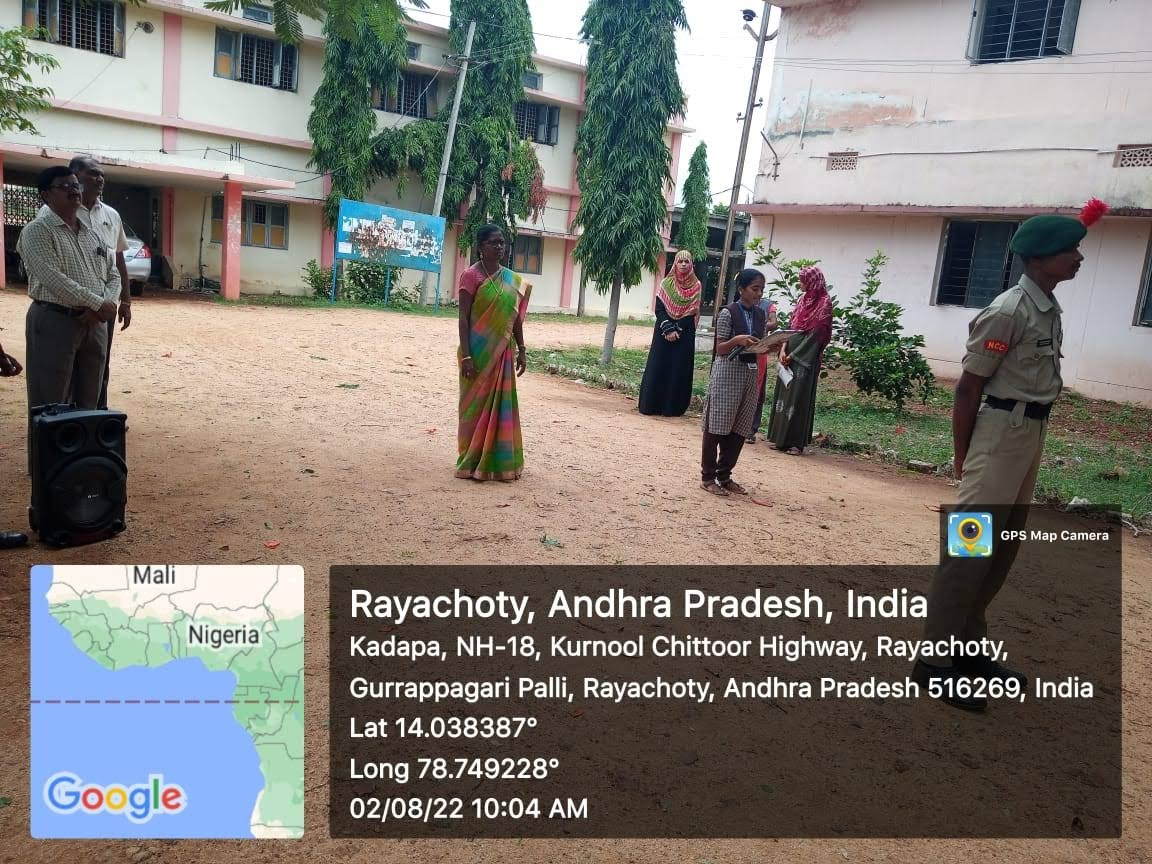 NCC
GPS Map Camera
Mali
Nigeria
Google
Rayachoty, Andhra Pradesh, India
Kadapa, NH-18, Kurnool Chittoor Highway, Rayachoty,
Gurrappagari Palli, Rayachoty, Andhra Pradesh 516269, India
Lat 14.038387°
Long 78.749228°
02/08/22 10:04 AM